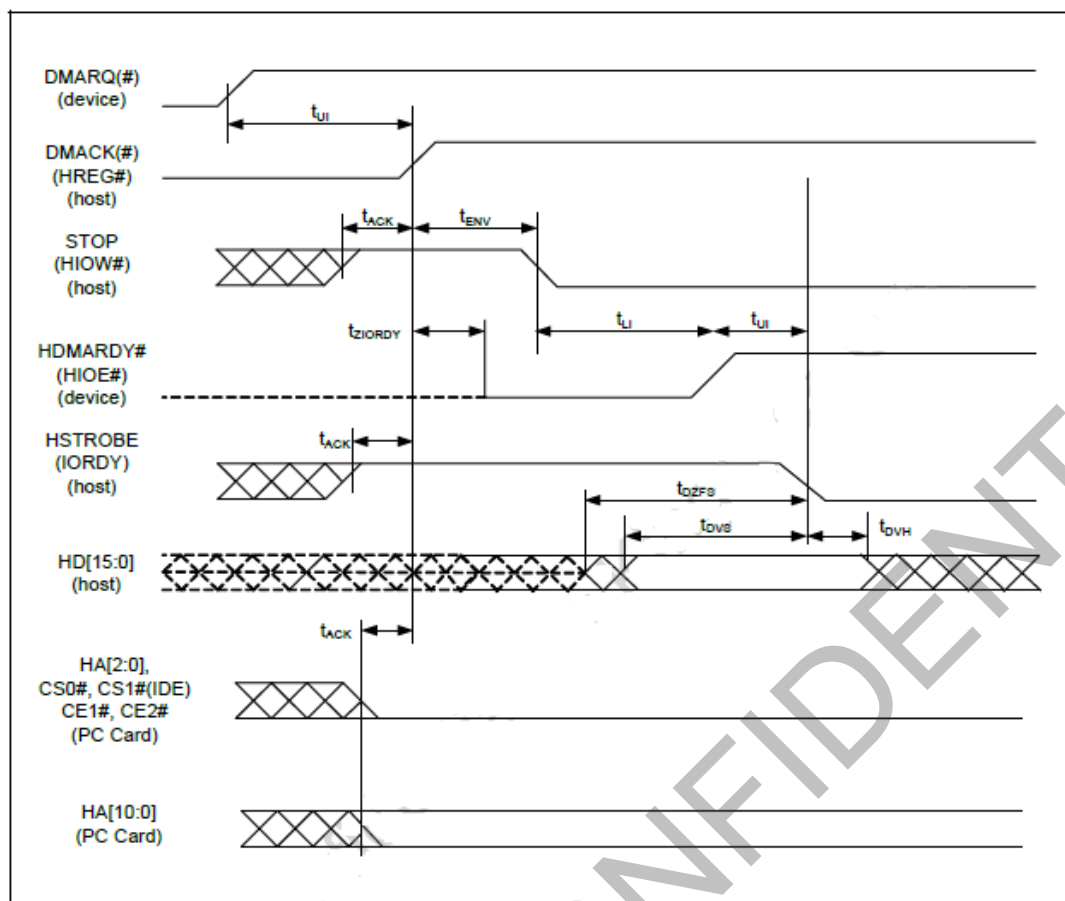 DMARQ(#)
(device)
tUI
DMACK(#)
(HREG#)
(host)
tACK
tENV
STOP
(HIOW#)
(host)
tZIORDY
tLI
tUI
HDMARDY#
(HIOE#)
(device)
HSTROBE
(IORDY)
(host)
tACK
tDZFS
tDVS
tDVH
HD[15:0]
(host)
tACK
HA[2:0],
CS0#, CS1#(IDE)
CE1#, CE2#
(PC Card)
HA[10:0]
(PC Card)
ONFIDENT